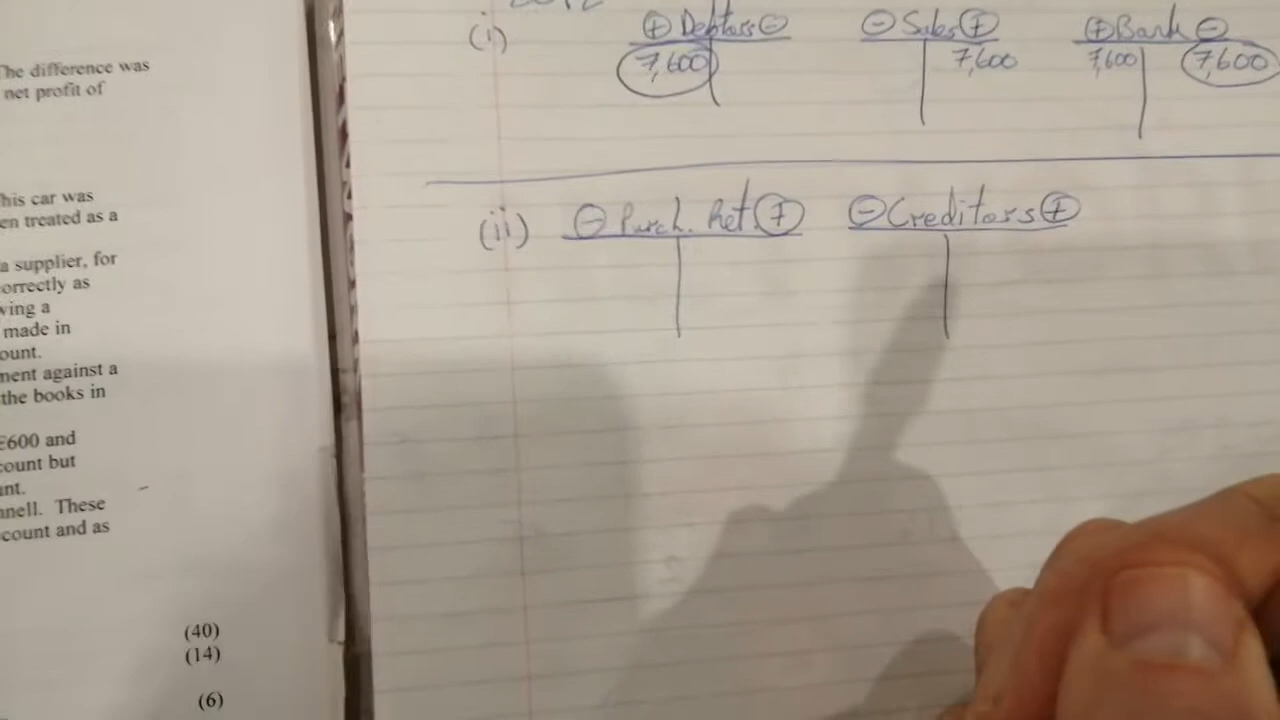 The difference was
net profit of
This car was
en treated as a
a supplier, for
orrectly as
ving a
made in
ount.
ment against a
the books in
€600 and
count but
unt.
nnell. These
count and as
(40)
(14)
(6)
(i) + Debtors - - Sales + + Bank -
7,600 7,600 7,600 7,600
(ii) - Purch. Ret. + - Creditors +